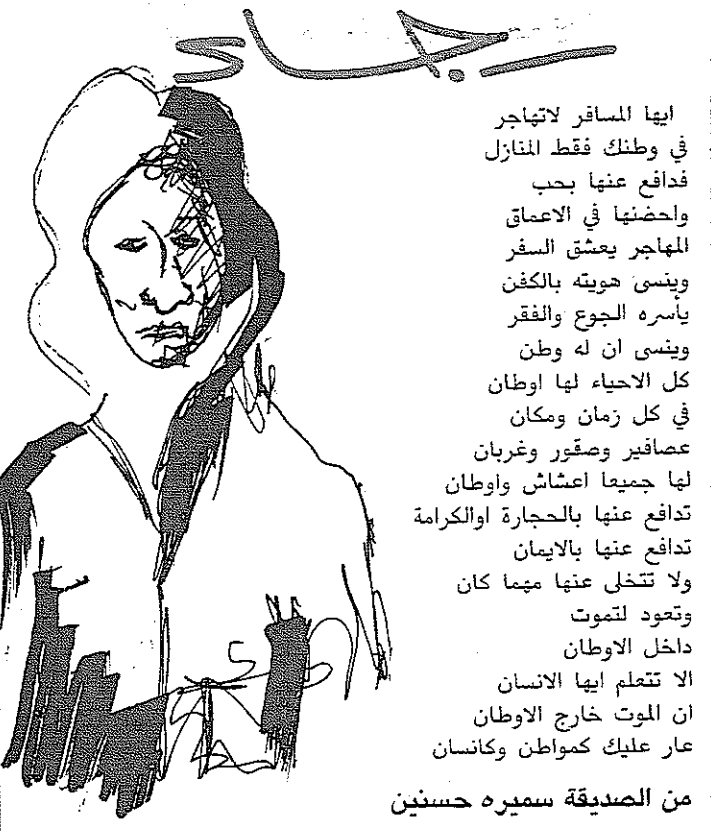 رجاء
ايها المسافر لاتهاجر
في وطنك فقط المنازل
فدافع عنها بحب
واحضنها في الاعماق
المهاجر يعشق السفر
وينسى هويته بالكفن
يأسره الجوع والفقر
وينسى ان له وطن
كل الاحياء لها اوطان
في كل زمان ومكان
عصافير وصقور وغربان
لها جميعا اعشاش واوطان
تدافع عنها بالحجارة اوالكرامة
تدافع عنها بالايمان
ولا تتخلى عنها مهما كان
وتعود لتموت
داخل الاوطان
الا تتعلم ايها الانسان
ان الموت خارج الاوطان
عار عليك كمواطن وكانسان
من الصديقة سميره حسنين